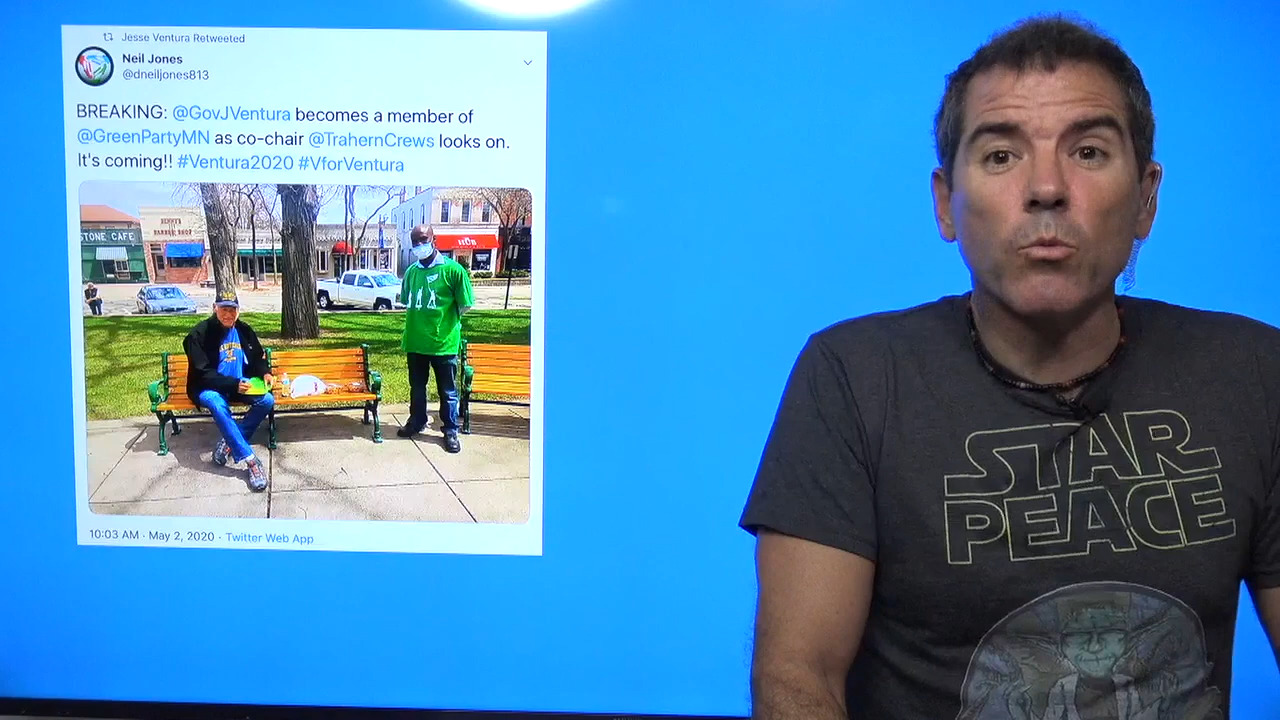 Jesse Ventura Retweeted
Neil Jones
@dneiljones813
BREAKING: @GovJVentura becomes a member of
@GreenPartyMN as co-chair @TrahernCrews looks on.
It's coming!! #Ventura2020 #VforVentura
STONE CAFE
BARBER SHOP
10:03 AM · May 2, 2020 · Twitter Web App
STAR
PEACE